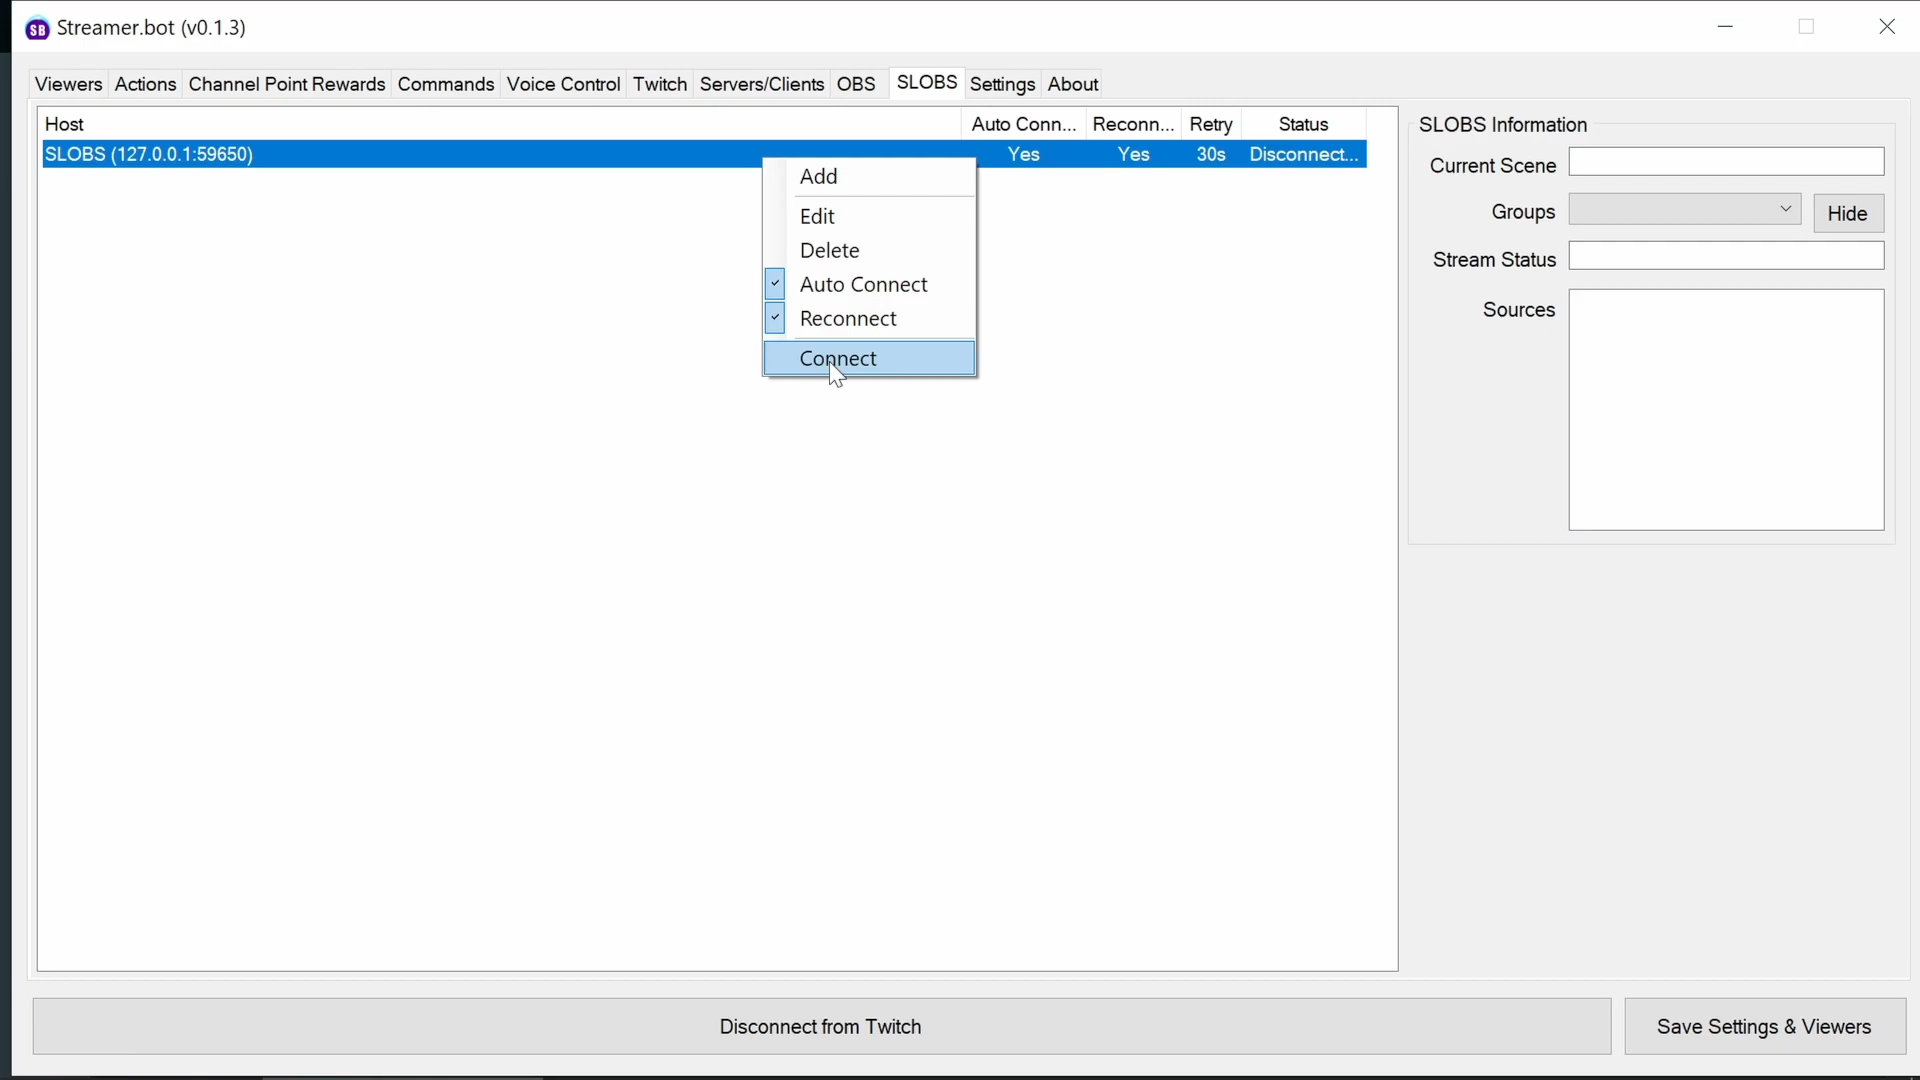 SB Streamer.bot (v0.1.3)
Viewers Actions Channel Point Rewards Commands Voice Control Twitch Servers/Clients OBS SLOBS Settings About
Host Auto Conn... Reconn... Retry Status
SLOBS (127.0.0.1:59650) Yes Yes 30s Disconnect...
Add
Edit
Delete
Auto Connect
Reconnect
Connect
SLOBS Information
Current Scene
Groups Hide
Stream Status
Sources
Disconnect from Twitch
Save Settings & Viewers